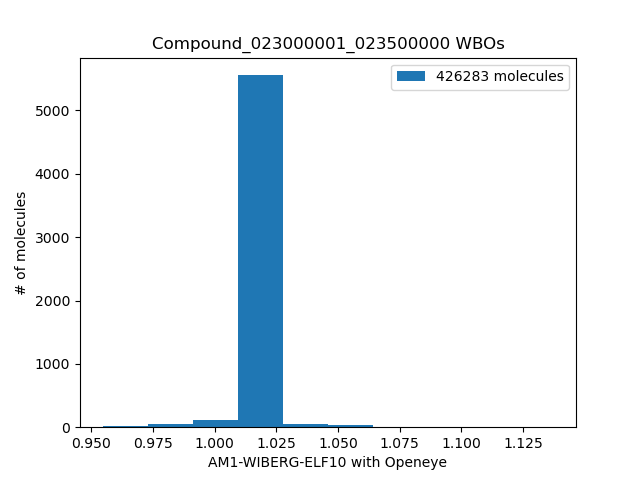 Compound_023000001_023500000 WBOs
426283 molecules
# of molecules
5000
4000
3000
2000
1000
0
0.950 0.975 1.000 1.025 1.050 1.075 1.100 1.125
AM1-WIBERG-ELF10 with Openeye